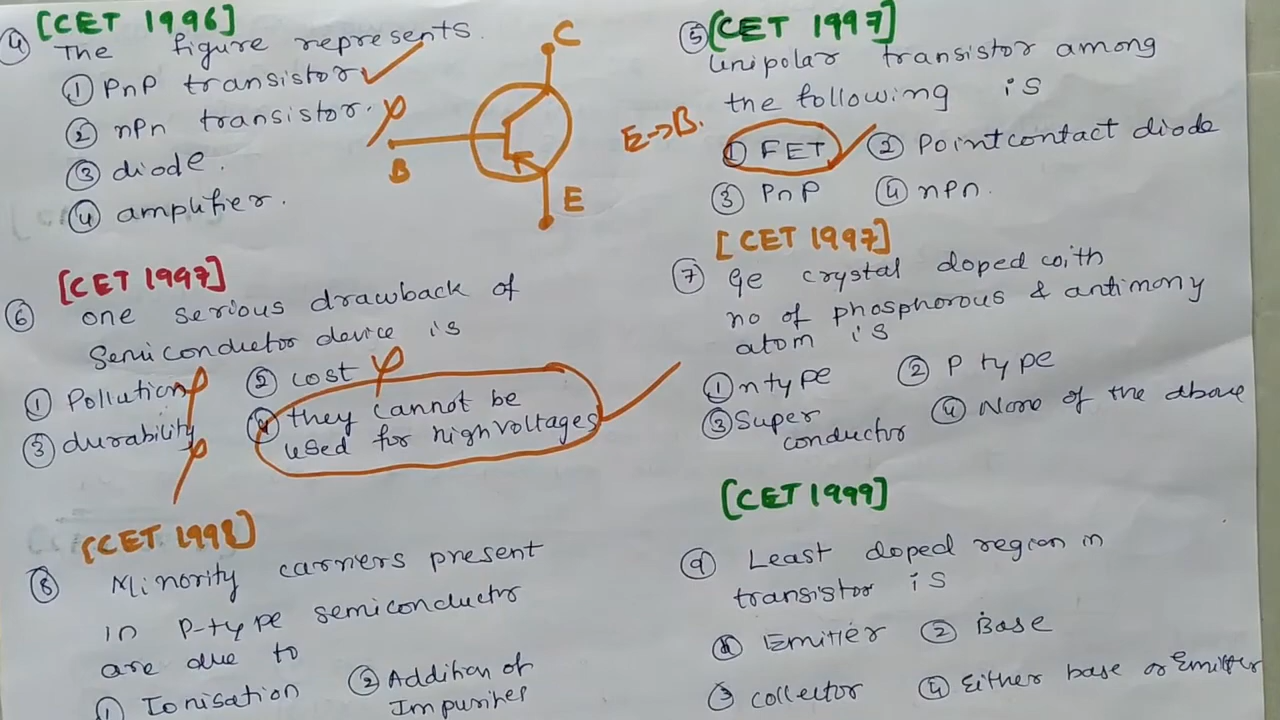 [CET 1996]
④ The figure represents.
① PnP transistor
② nPn transistor.
③ diode.
④ amplifier.
C
B
E
E→B.
⑤ [CET 1997]
Unipolar transistor among
the following is
① FET ② Pointcontact diode
③ PnP ④ nPn.
[CET 1997]
⑥ one serious drawback of
Semiconductor device is
① Pollution ② cost
③ durability ④ they cannot be
used for highvoltages
[CET 1997]
⑦ Ge crystal doped with
no of phosphorous & antimony
atom is
① n type ② P type
③ Super
conductor ④ None of the above
[CET 1998]
⑧ Minority carriers present
in P-type semiconductr
are due to
① Ionisation ② Addition of
Impurites
[CET 1999]
⑨ Least doped region in
transistor is
① Emitier ② Base
③ collector ④ Either base or Emitter